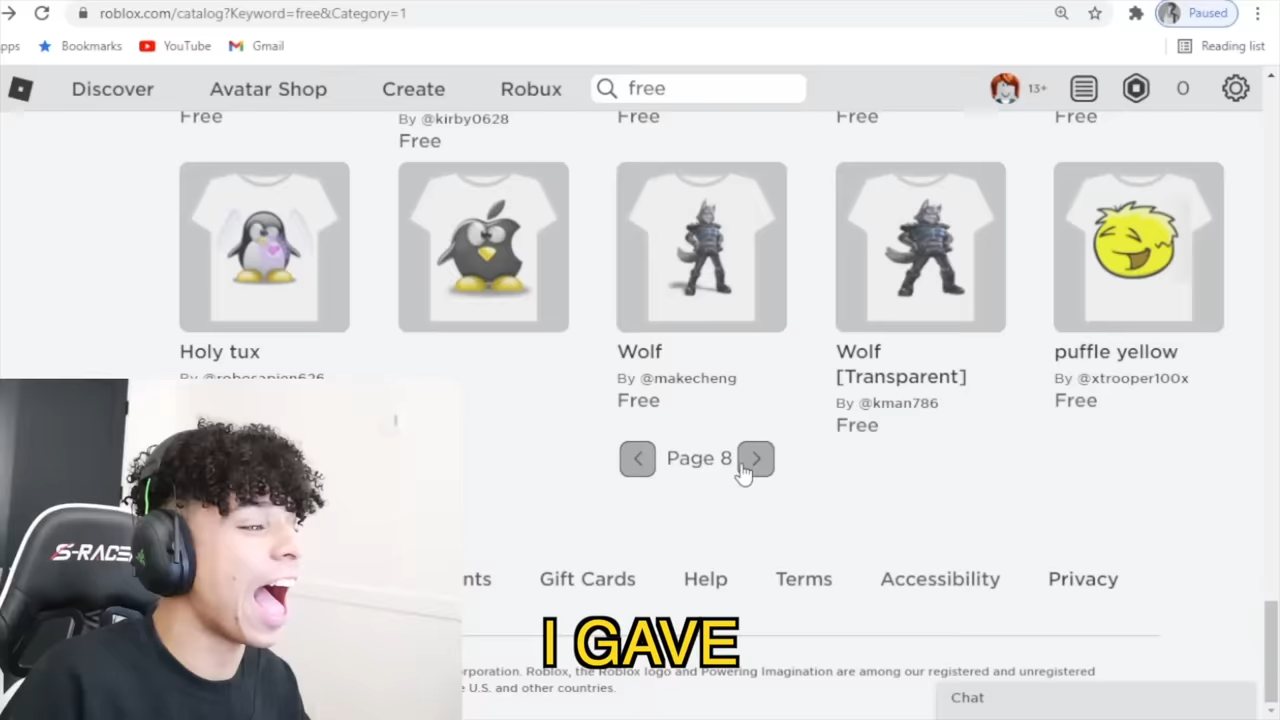 roblox.com/catalog?Keyword=free&Category=1
Paused
pps Bookmarks YouTube Gmail Reading list
Discover Avatar Shop Create Robux free 13+ 0
Free By @kirby0628 Free Free Free
Free
Holy tux Wolf Wolf puffle yellow
[Transparent]
By @robosapien626 By @makecheng By @xtrooper100x
Free Free
By @kman786
Free
Page 8
S-RACE
nts Gift Cards Help Terms Accessibility Privacy
I GAVE
rporation. Roblox, the Roblox logo and Powering Imagination are among our registered and unregistered
e U.S. and other countries.
Chat